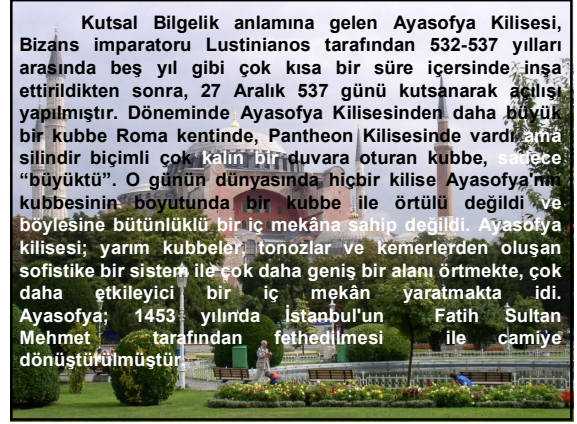 Kutsal Bilgelik anlamına gelen Ayasofya Kilisesi,
Bizans imparatoru Lustinianos tarafından 532-537 yılları
arasında beş yıl gibi çok kısa bir süre içersinde inşa
ettirildikten sonra, 27 Aralık 537 günü kutsanarak açılışı
yapılmıştır. Döneminde Ayasofya Kilisesinden daha büyük
bir kubbe Roma kentinde, Pantheon Kilisesinde vardı ama
silindir biçimli çok kalın bir duvara oturan kubbe, sadece
“büyüktü”. O günün dünyasında hiçbir kilise Ayasofya'nın
kubbesinin boyutunda bir kubbe ile örtülü değildi ve
böylesine bütünlüklü bir iç mekâna sahip değildi. Ayasofya
kilisesi; yarım kubbeler, tonozlar ve kemerlerden oluşan
sofistike bir sistem ile çok daha geniş bir alanı örtmekte, çok
daha etkileyici bir iç mekân yaratmakta idi.
Ayasofya; 1453 yılında İstanbul'un Fatih Sultan
Mehmet tarafından fethedilmesi ile camiye
dönüştürülmüştür.